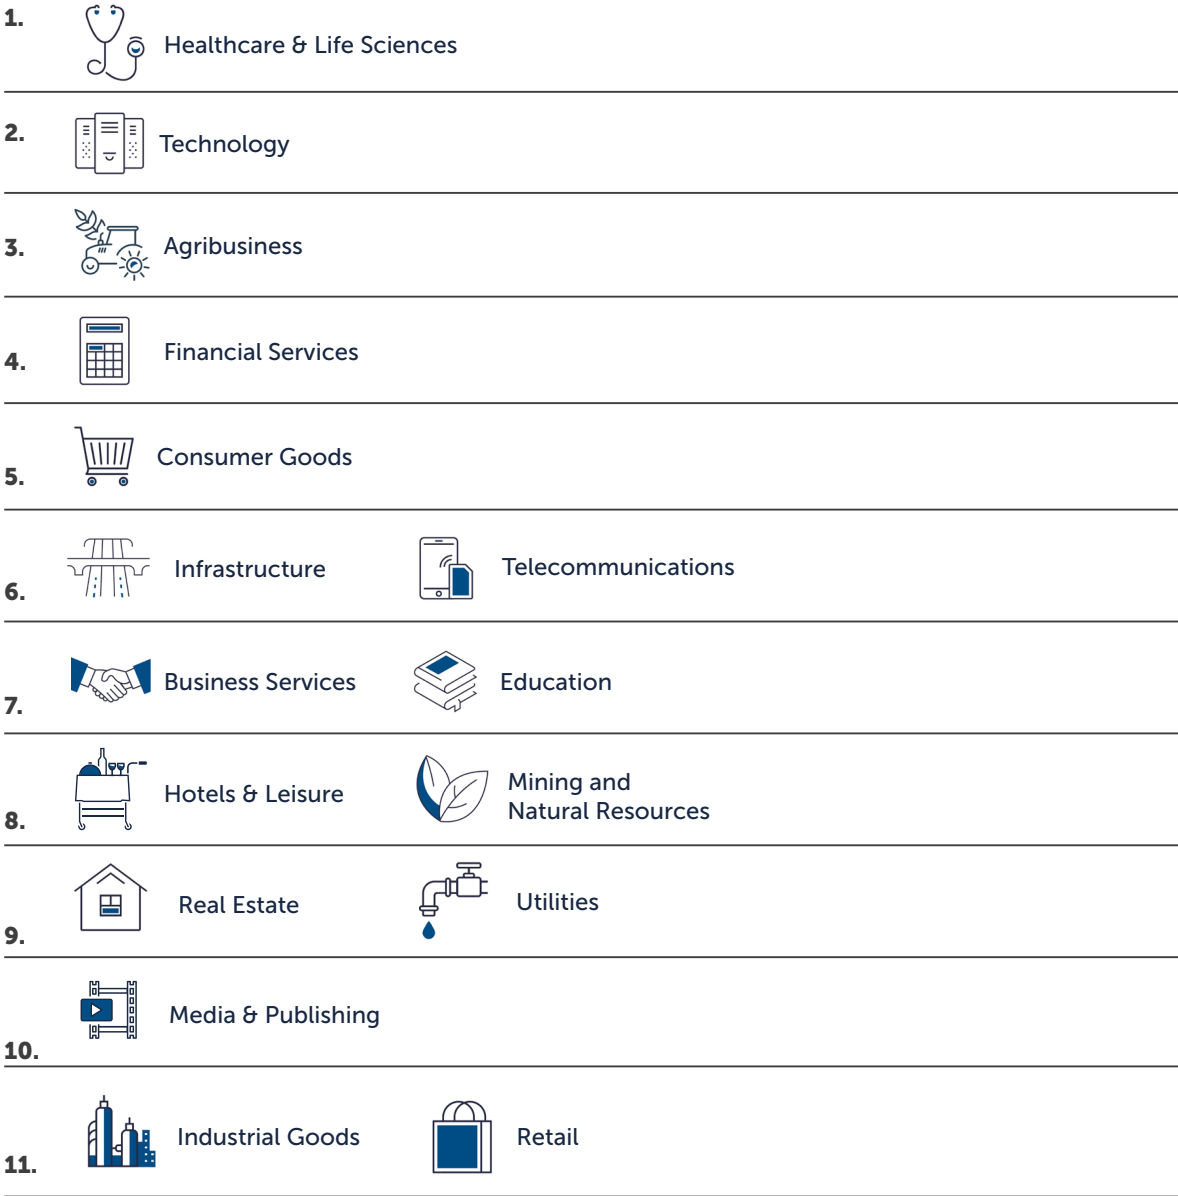 1.
Healthcare & Life Sciences
2.
Technology
3.
Agribusiness
4.
Financial Services
5.
Consumer Goods
6.
Infrastructure
Telecommunications
7.
Business Services
Education
8.
Hotels & Leisure
Mining and
Natural Resources
9.
Real Estate
Utilities
10.
Media & Publishing
11.
Industrial Goods
Retail